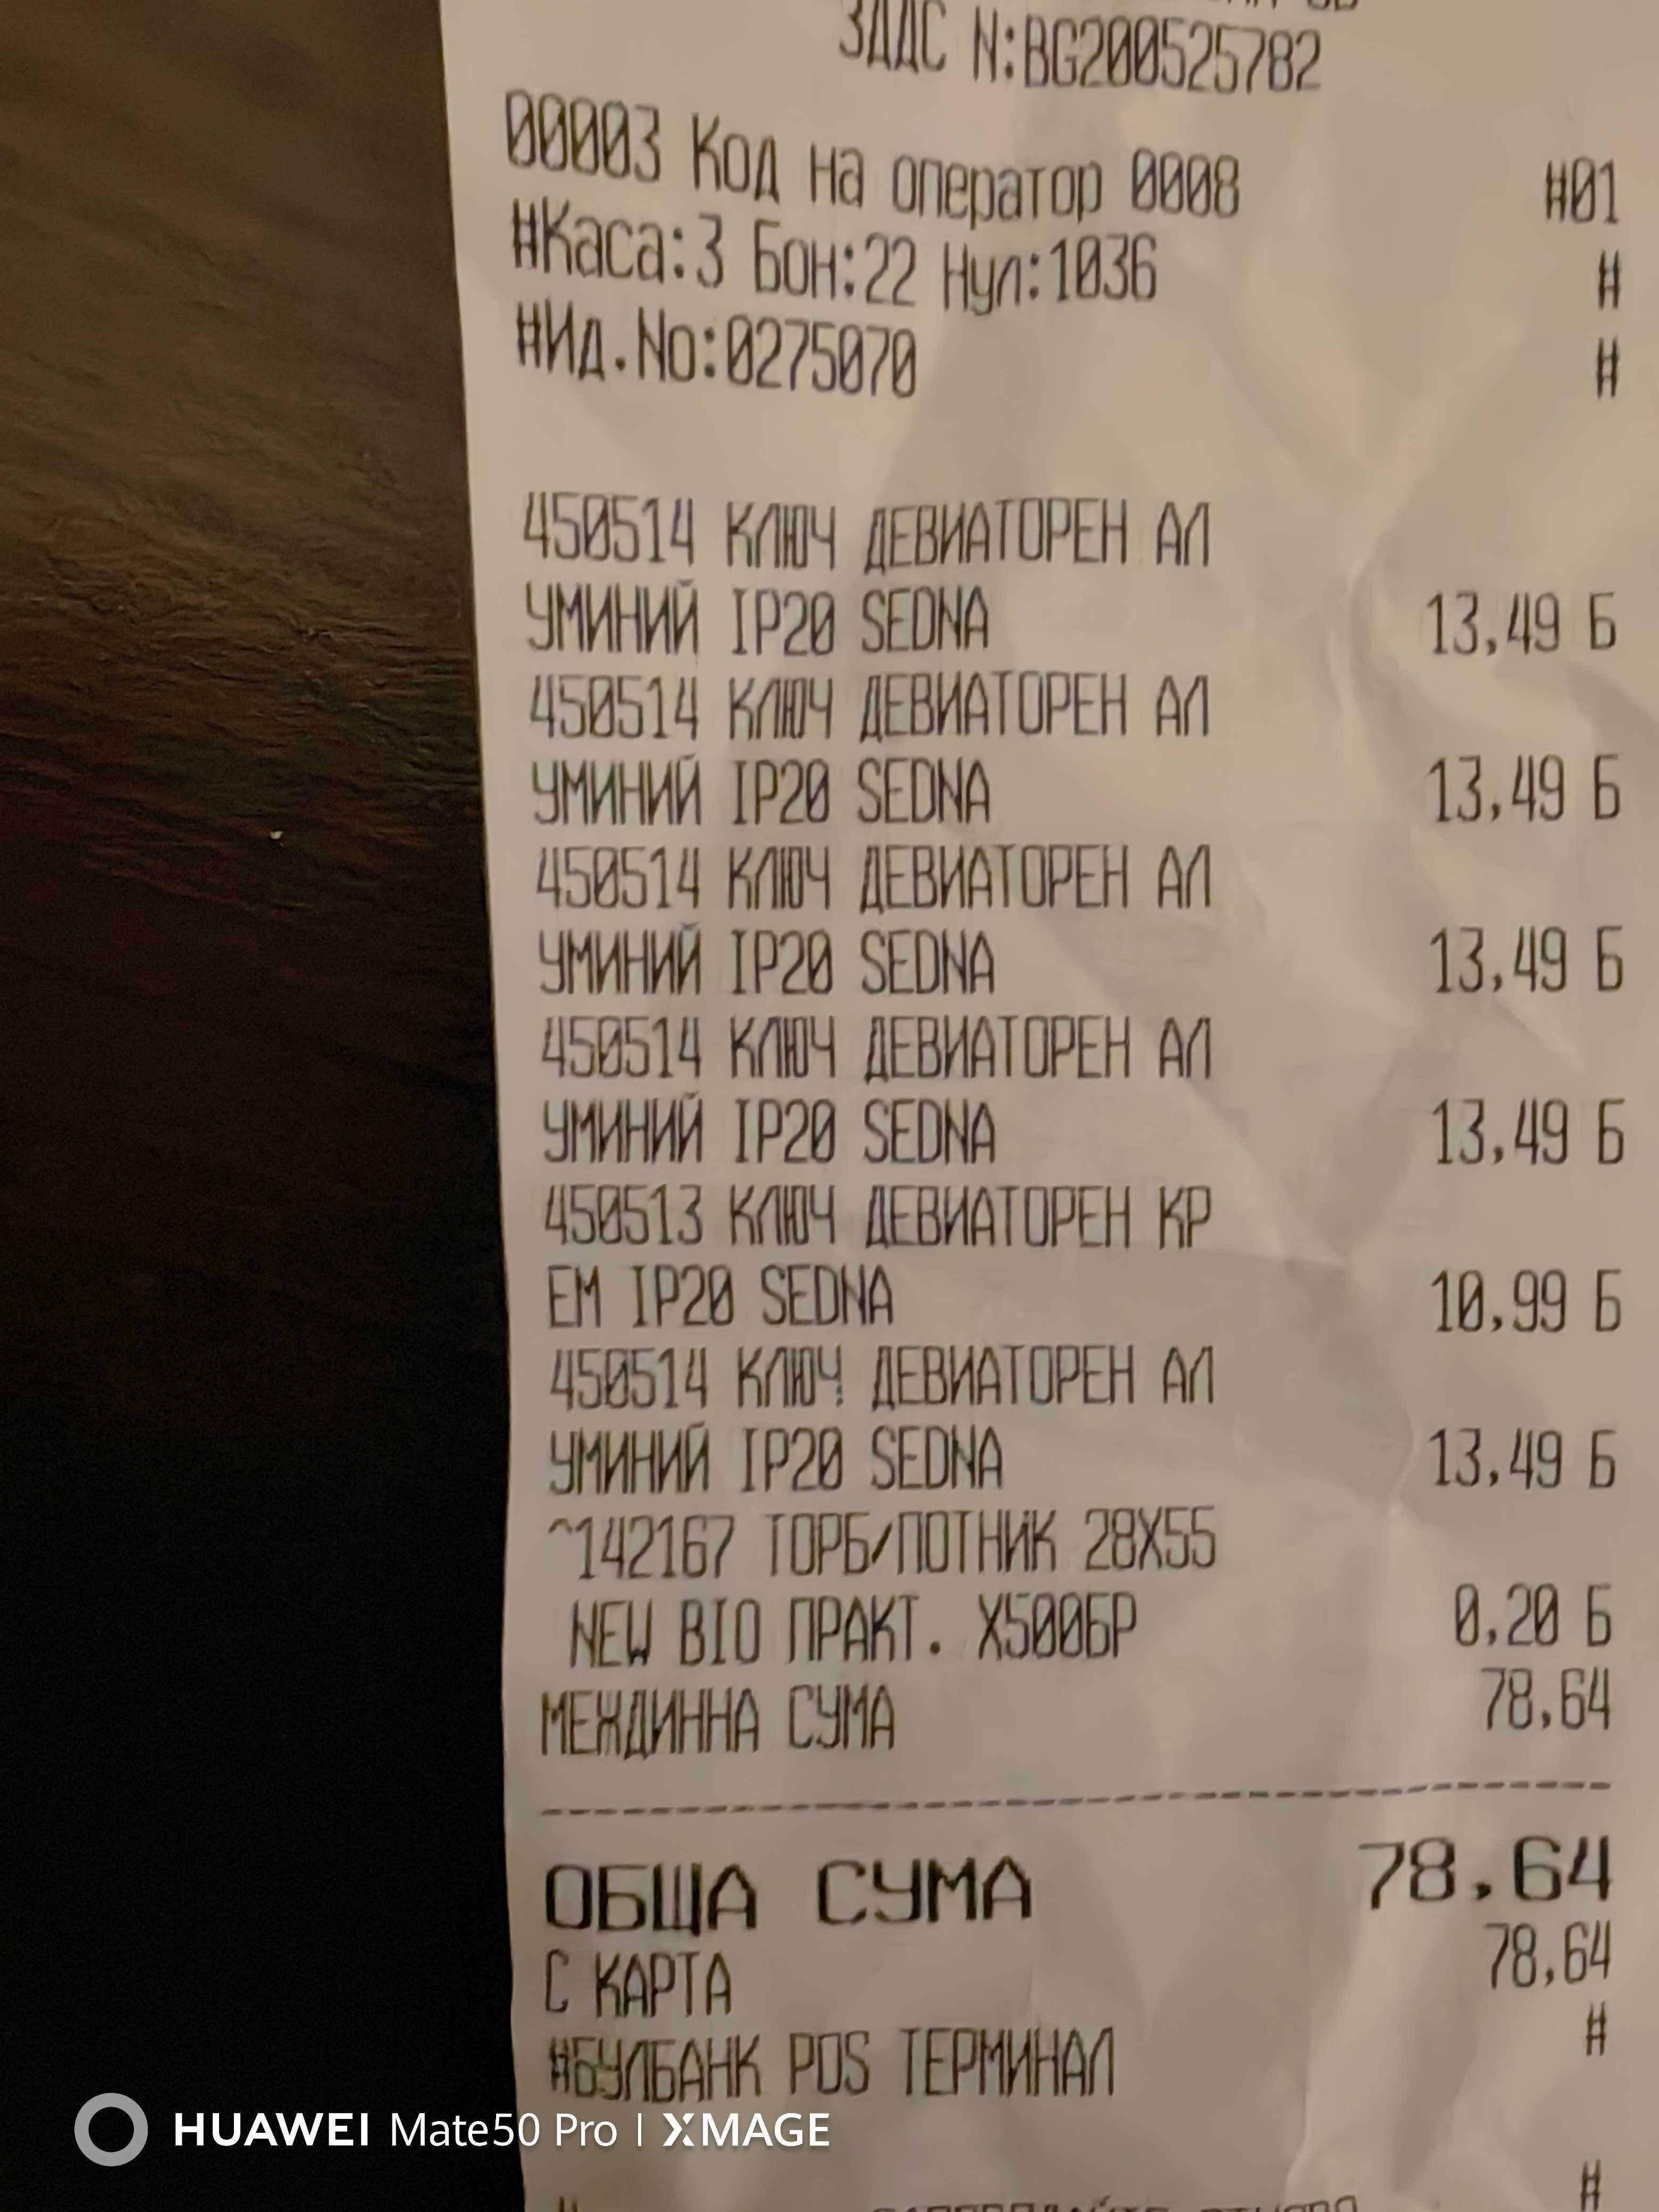 ЗДДС N:BG200525782
00003 Код на оператор 0008 #01
#Каса:3 Бон:22 Нул:1036 #
#Ид.No:0275070 #
450514 КЛЮЧ ДЕВИАТОРЕН АЛ
УМИНИЙ IP20 SEDNA 13,49 Б
450514 КЛЮЧ ДЕВИАТОРЕН АЛ
УМИНИЙ IP20 SEDNA 13,49 Б
450514 КЛЮЧ ДЕВИАТОРЕН АЛ
УМИНИЙ IP20 SEDNA 13,49 Б
450514 КЛЮЧ ДЕВИАТОРЕН АЛ
УМИНИЙ IP20 SEDNA 13,49 Б
450513 КЛЮЧ ДЕВИАТОРЕН КР
ЕМ IP20 SEDNA 10,99 Б
450514 КЛЮЧ ДЕВИАТОРЕН АЛ
УМИНИЙ IP20 SEDNA 13,49 Б
^142167 ТОРБ/ПОТНИК 28X55
NEW BIO ПРАКТ. X500БР 0,20 Б
МЕЖДИННА СУМА 78,64
ОБЩА СУМА 78,64
С КАРТА 78,64
#БУЛБАНК POS ТЕРМИНАЛ #
#
HUAWEI Mate50 Pro | XMAGE